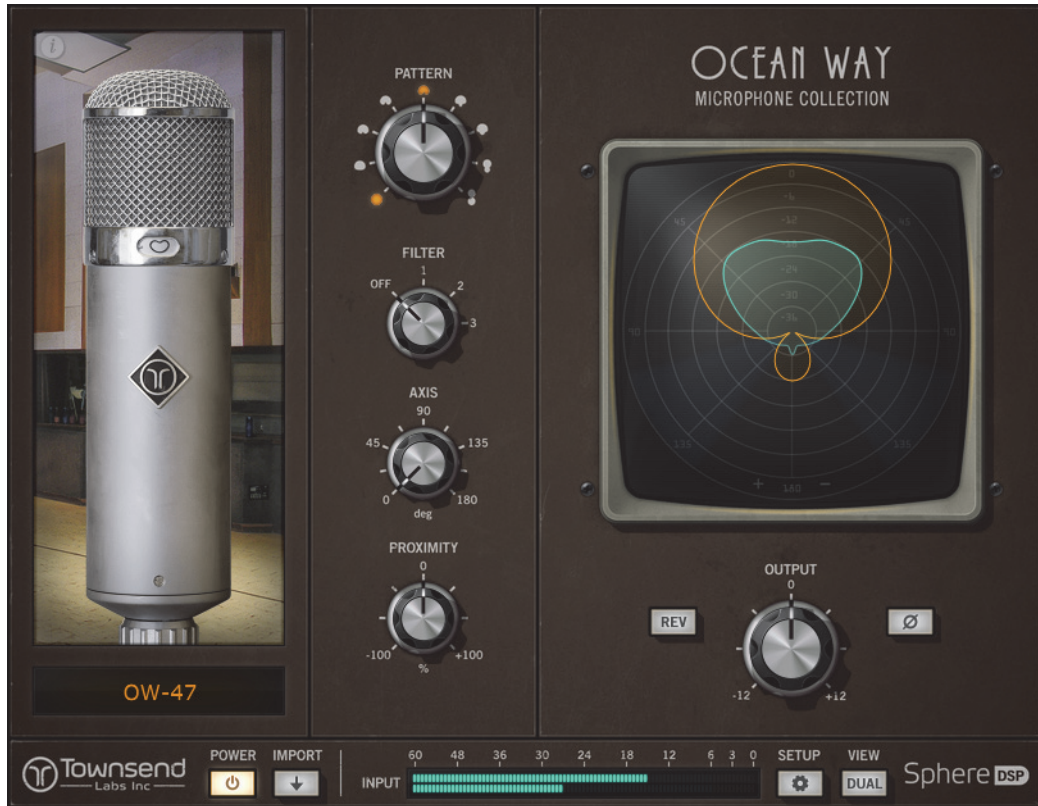 i
OCEAN WAY
MICROPHONE COLLECTION
PATTERN
FILTER
OFF 1 2 3
AXIS
0 45 90 135 180
deg
PROXIMITY
0
-100 % +100
0
-6
-12
-18
-24
-30
-36
45 45
90 90
135 135
+ 180 -
OUTPUT
0
REV Ø
-12 +12
OW-47
Townsend
Labs Inc
POWER IMPORT
INPUT
60 48 36 30 24 18 12 6 3 0
SETUP VIEW
DUAL
Sphere DSP